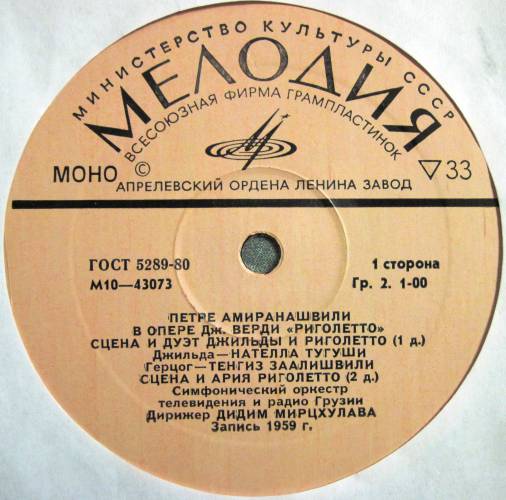 МИНИСТЕРСТВО КУЛЬТУРЫ СССР
МЕЛОДИЯ
ВСЕСОЮЗНАЯ ФИРМА ГРАМПЛАСТИНОК
МОНО © ▽33
АПРЕЛЕВСКИЙ ОРДЕНА ЛЕНИНА ЗАВОД
ГОСТ 5289-80 1 сторона
М10—43073 Гр. 2. 1-00
ПЕТРЕ АМИРАНАШВИЛИ
В ОПЕРЕ ДЖ. ВЕРДИ «РИГОЛЕТТО»
СЦЕНА И ДУЭТ ДЖИЛЬДЫ И РИГОЛЕТТО (1 д.)
Джильда—НАТЕЛЛА ТУГУШИ
Герцог—ТЕНГИЗ ЗААЛИШВИЛИ
СЦЕНА И АРИЯ РИГОЛЕТТО (2 д.)
Симфонический оркестр
телевидения и радио Грузии
Дирижер ДИДИМ МИРЦХУЛАВА
Запись 1959 г.